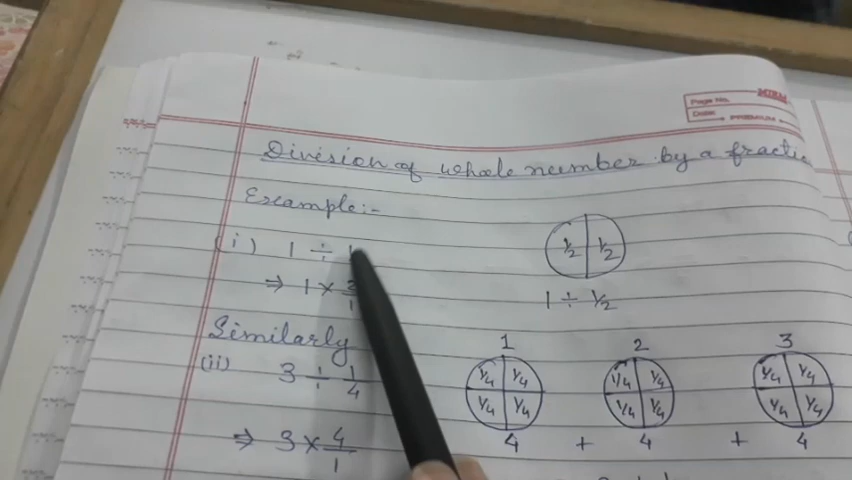 Page No.
Date:
PREMIUM
Division of whole number by a fracti
Example:-
(i) 1 ÷ 1
1/2 1/2
⇒ 1 × 2/1
1 ÷ 1/2
Similarly
1 2 3
(ii) 3 ÷ 1/4
1/4 1/4 1/4 1/4 1/4 1/4
1/4 1/4 1/4 1/4 1/4 1/4
4 + 4 + 4
⇒ 3 × 4/1